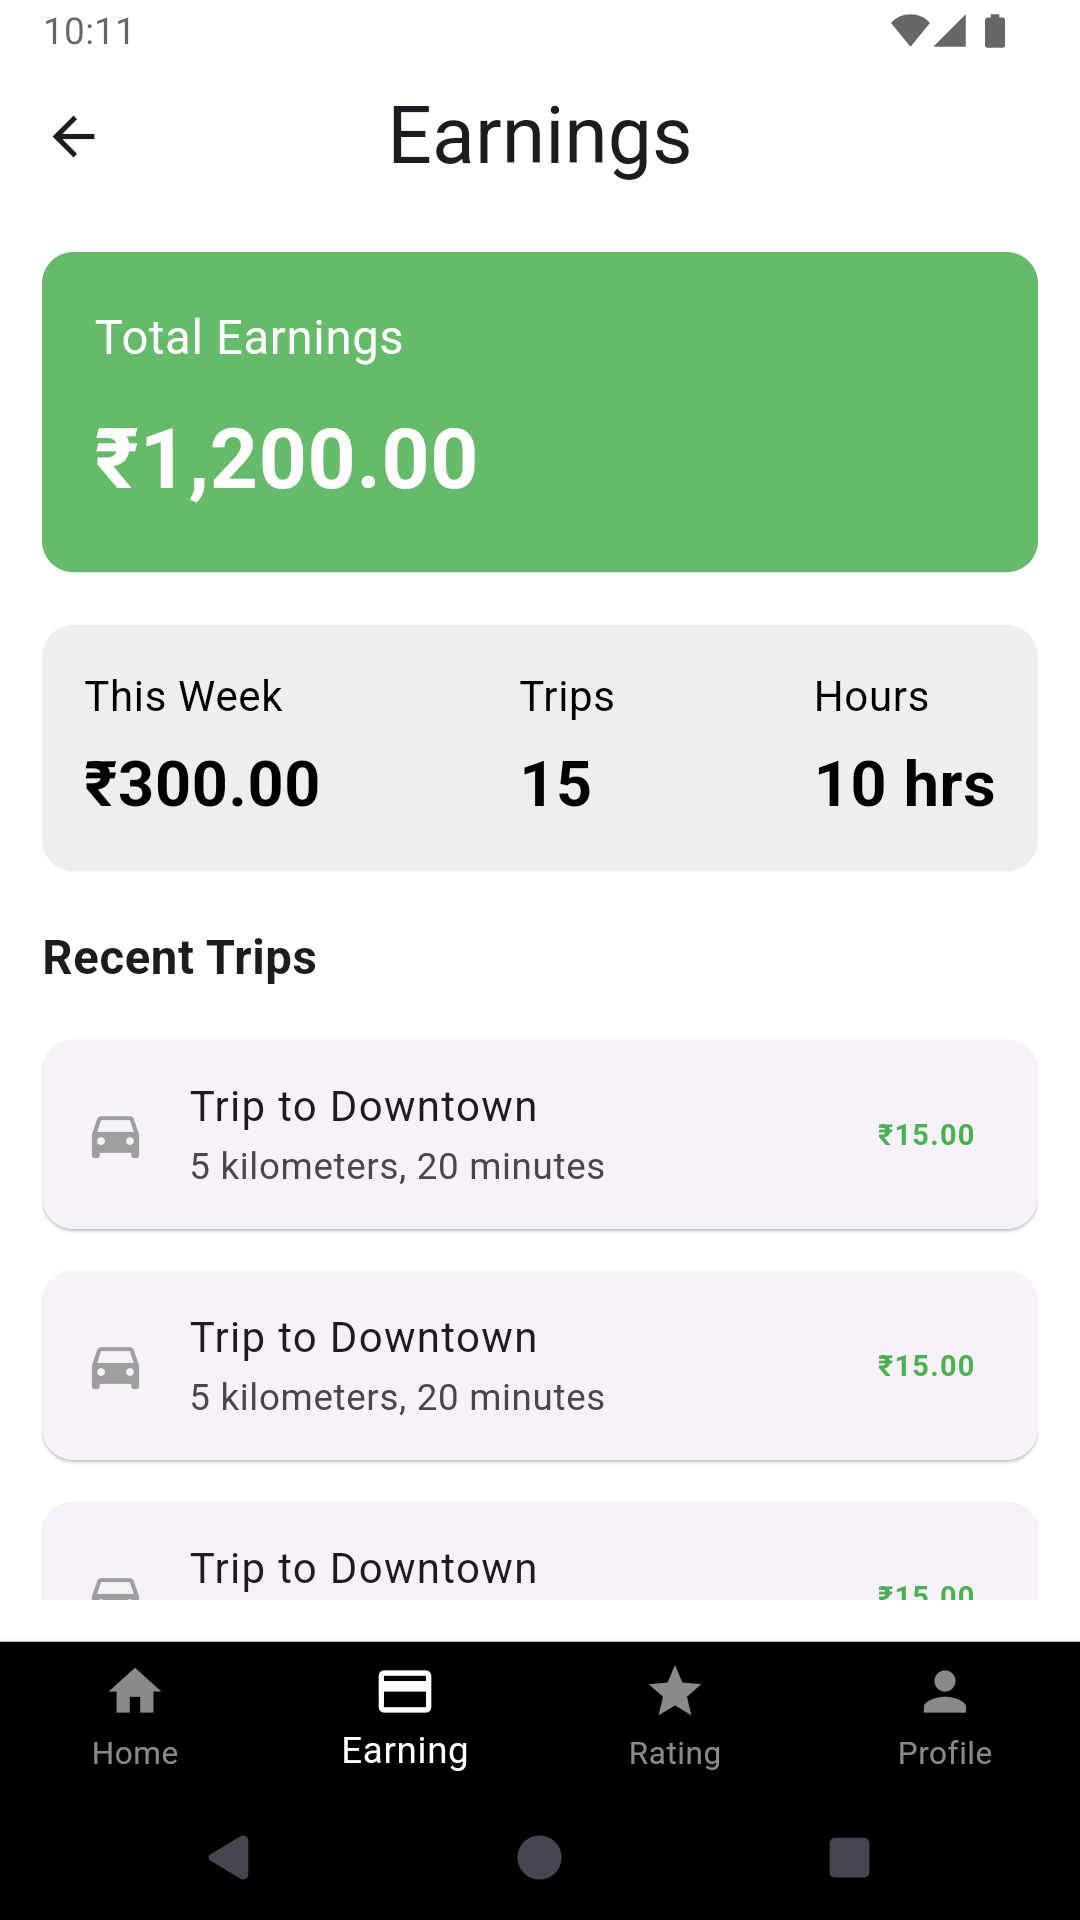 10:11
Earnings
Total Earnings
₹1,200.00
This Week Trips Hours
₹300.00 15 10 hrs
Recent Trips
Trip to Downtown
5 kilometers, 20 minutes
₹15.00
Trip to Downtown
5 kilometers, 20 minutes
₹15.00
Trip to Downtown
₹15.00
Home Earning Rating Profile